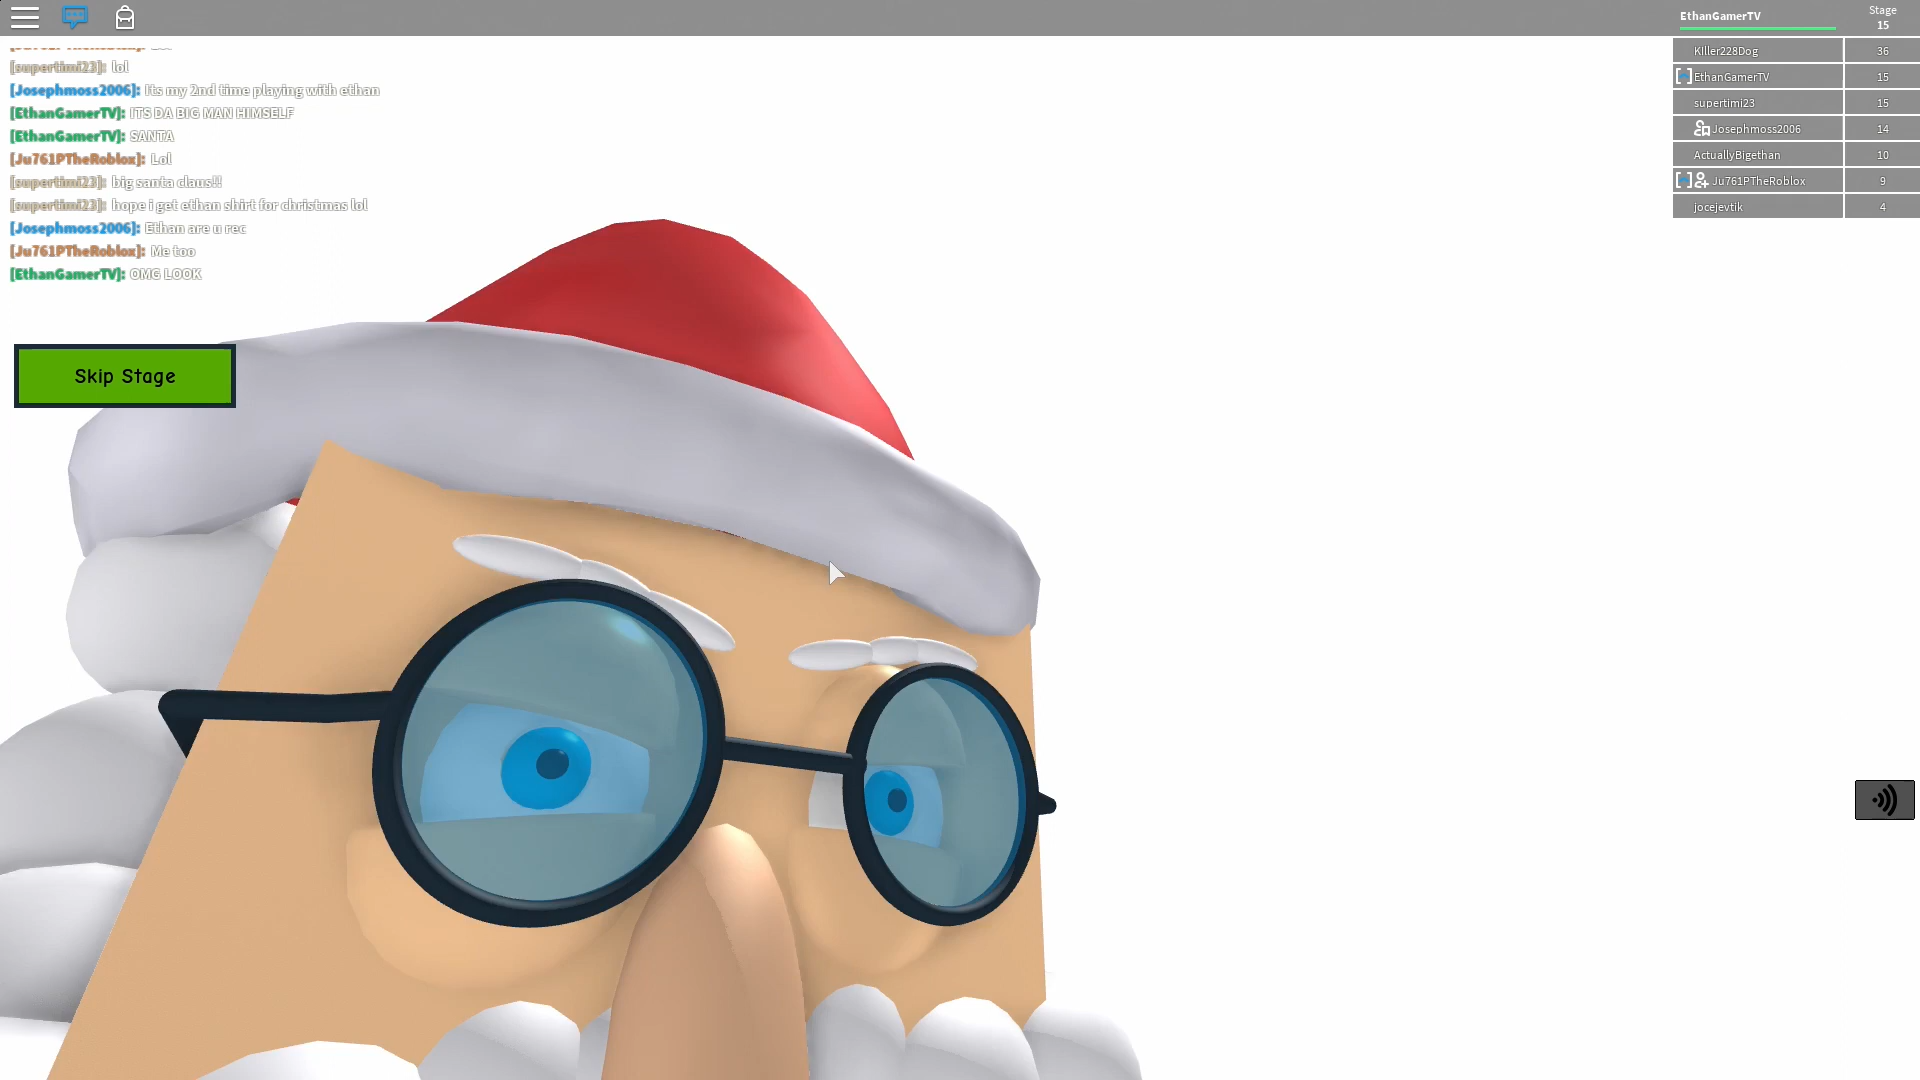 EthanGamerTV
Stage
15
[supertimi23]: lol
[Josephmoss2006]: Its my 2nd time playing with ethan
[EthanGamerTV]: ITS DA BIG MAN HIMSELF
[EthanGamerTV]: SANTA
[Ju761PTheRoblox]: Lol
[supertimi23]: big santa claus!!
[supertimi23]: hope i get ethan shirt for christmas lol
[Josephmoss2006]: Ethan are u rec
[Ju761PTheRoblox]: Me too
[EthanGamerTV]: OMG LOOK
Skip Stage
KIller228Dog 36
EthanGamerTV 15
supertimi23 15
Josephmoss2006 14
ActuallyBigethan 10
Ju761PTheRoblox 9
jocejevtik 4